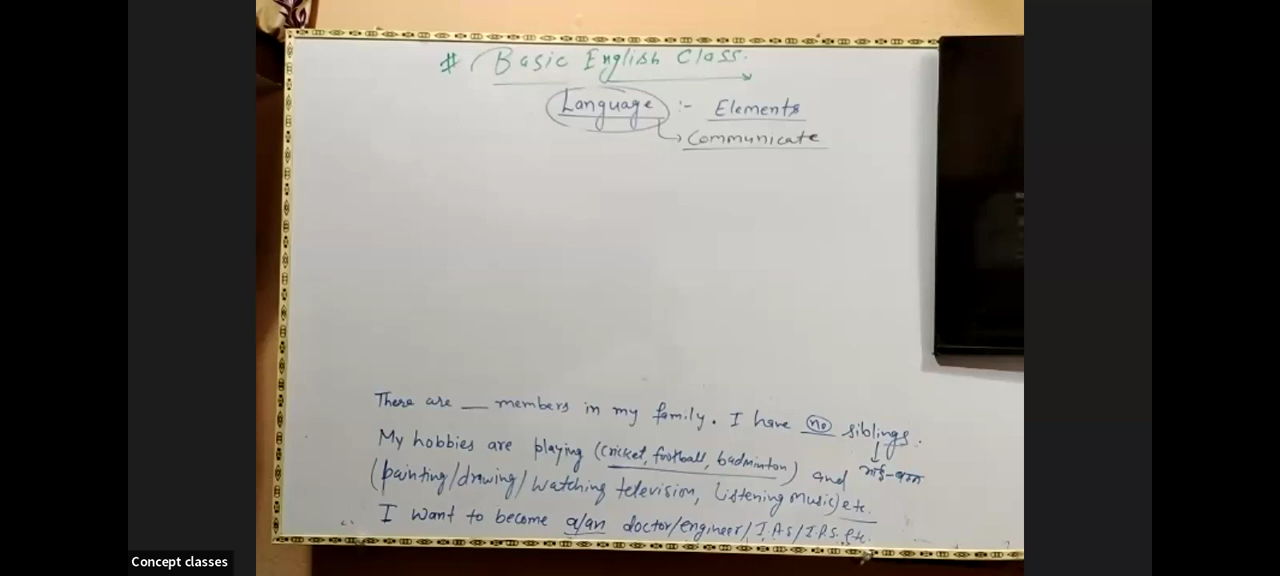 # Basic English Class.
Language :- Elements
Communicate
There are __ members in my family. I have no siblings.
My hobbies are playing (cricket, football, badminton) and भाई-बहन
(painting/drawing/watching television, listening music) etc.
I want to become a/an doctor/engineer/I.A.S/I.P.S. etc.
Concept classes